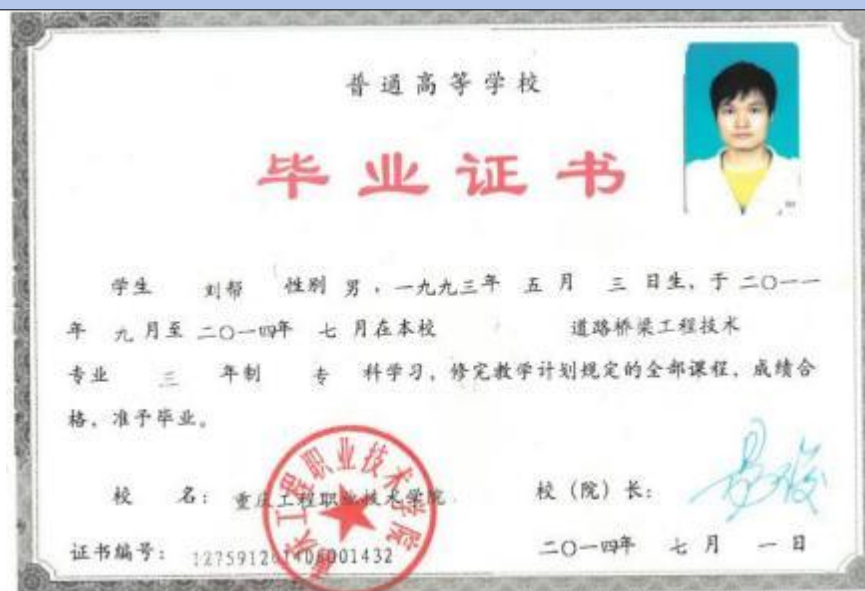 普通高等学校
毕业证书
学生 刘帮 性别 男,一九九三年 五 月 三 日生,于二〇一一
年 九 月至 二〇一四年 七 月在本校 道路桥梁工程技术
专业 三 年制 专 科学习,修完教学计划规定的全部课程,成绩合
格,准予毕业。
校 名: 重庆工程职业技术学院 校(院)长:
证书编号: 二〇一四年 七 月 一 日